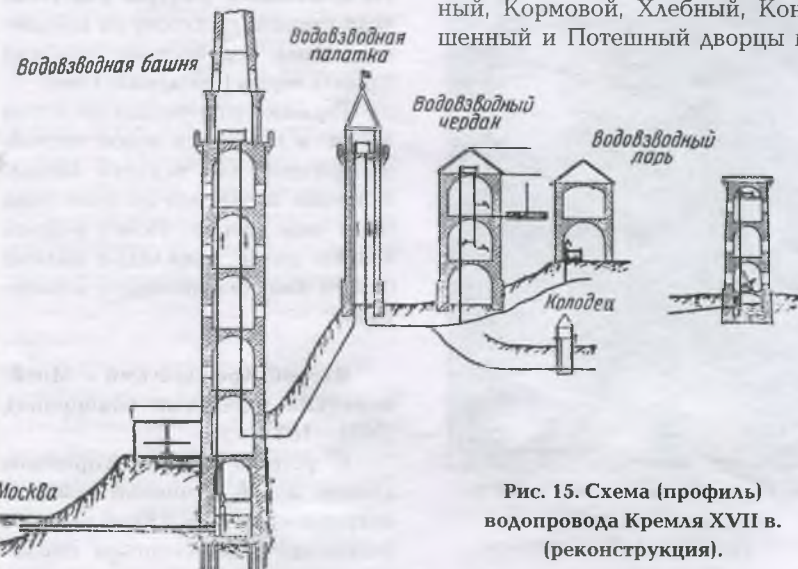 ный, Кормовой, Хлебный, Кон
шенный и Потешный дворцы
Водовзводная башня
Водовзводная
палатка
Водовзводный
чердак
Водовзводный
ларь
Колодец
Москва
Рис. 15. Схема (профиль)
водопровода Кремля XVII в.
(реконструкция).